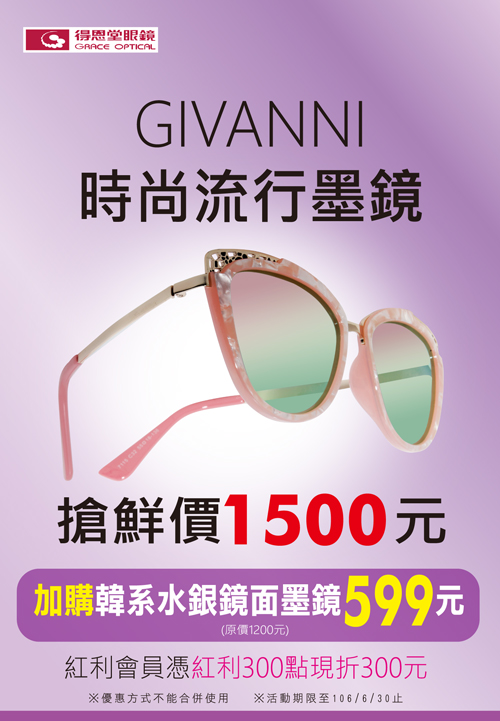 得恩堂眼鏡
GRACE OPTICAL
GIVANNI
時尚流行墨鏡
搶鮮價1500元
加購韓系水銀鏡面墨鏡599元
(原價1200元)
紅利會員憑紅利300點現折300元
※優惠方式不能合併使用 ※活動期限至106/6/30止